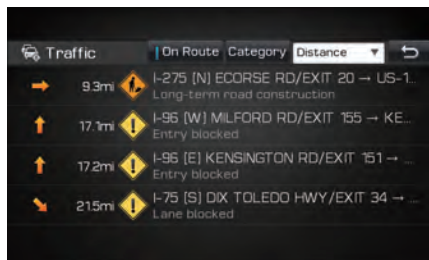 Traffic On Route Category Distance
9.3mi I-275 (N) ECORSE RD/EXIT 20 → US-1...
Long-term road construction
17.1mi I-96 (W) MILFORD RD/EXIT 155 → KE...
Entry blocked
17.2mi I-96 (E) KENSINGTON RD/EXIT 151 → ...
Entry blocked
21.5mi I-75 (S) DIX TOLEDO HWY/EXIT 34 → ...
Lane blocked